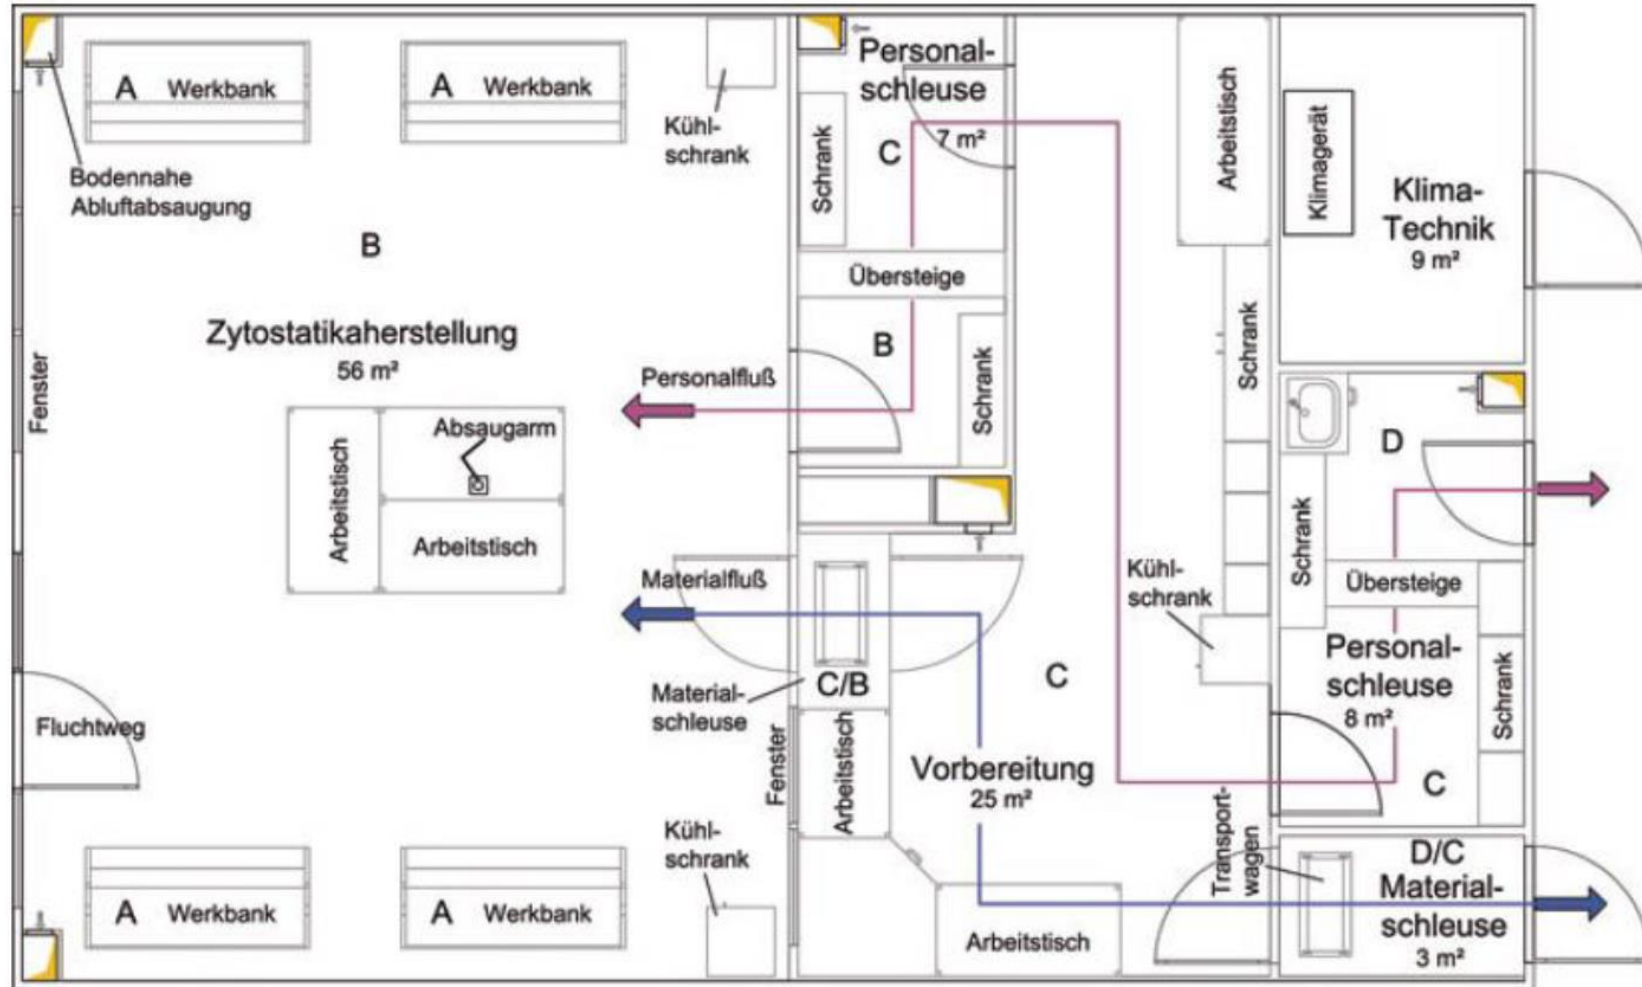 A Werkbank
A Werkbank
Kühl-
schrank
Bodennahe
Abluftabsaugung
B
Zytostatikaherstellung
56 m²
Fenster
Personalfluß
Absaugarm
Arbeitstisch
Arbeitstisch
Materialfluß
Material-
schleuse
Fluchtweg
Fenster
Kühl-
schrank
A Werkbank
A Werkbank
Personal-
schleuse
7 m²
C
Schrank
Übersteige
B
Schrank
C/B
Arbeitstisch
Vorbereitung
25 m²
C
Arbeitstisch
Arbeitstisch
Schrank
Kühl-
schrank
Transport-
wagen
Klimagerät
Klima-
Technik
9 m²
D
Schrank
Übersteige
Personal-
schleuse
8 m²
Schrank
C
D/C
Material-
schleuse
3 m²